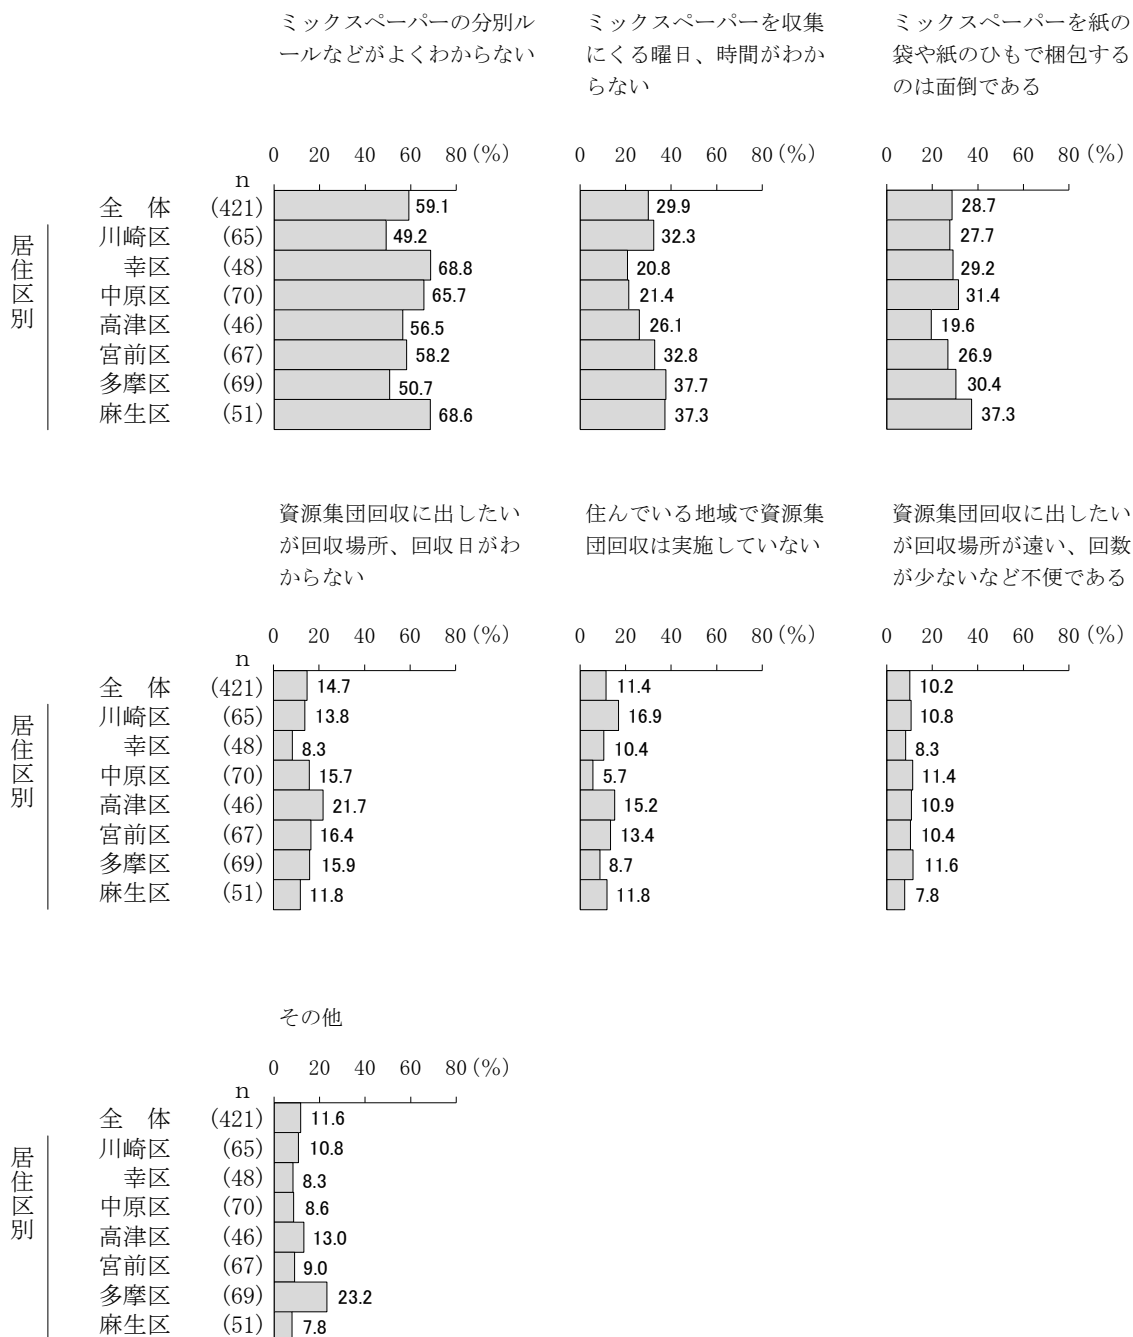 ミックスペーパーの分別ル
ールなどがよくわからない
ミックスペーパーを収集
にくる曜日、時間がわか
らない
ミックスペーパーを紙の
袋や紙のひもで梱包する
のは面倒である
0 20 40 60 80(%) 0 20 40 60 80(%) 0 20 40 60 80(%)
n
全 体 (421) 59.1 29.9 28.7
居住区別
川崎区 (65) 49.2 32.3 27.7
幸区 (48) 68.8 20.8 29.2
中原区 (70) 65.7 21.4 31.4
高津区 (46) 56.5 26.1 19.6
宮前区 (67) 58.2 32.8 26.9
多摩区 (69) 50.7 37.7 30.4
麻生区 (51) 68.6 37.3 37.3
資源集団回収に出したい
が回収場所、回収日がわ
からない
住んでいる地域で資源集
団回収は実施していない
資源集団回収に出したい
が回収場所が遠い、回数
が少ないなど不便である
0 20 40 60 80(%) 0 20 40 60 80(%) 0 20 40 60 80(%)
n
全 体 (421) 14.7 11.4 10.2
居住区別
川崎区 (65) 13.8 16.9 10.8
幸区 (48) 8.3 10.4 8.3
中原区 (70) 15.7 5.7 11.4
高津区 (46) 21.7 15.2 10.9
宮前区 (67) 16.4 13.4 10.4
多摩区 (69) 15.9 8.7 11.6
麻生区 (51) 11.8 11.8 7.8
その他
0 20 40 60 80(%)
n
全 体 (421) 11.6
居住区別
川崎区 (65) 10.8
幸区 (48) 8.3
中原区 (70) 8.6
高津区 (46) 13.0
宮前区 (67) 9.0
多摩区 (69) 23.2
麻生区 (51) 7.8